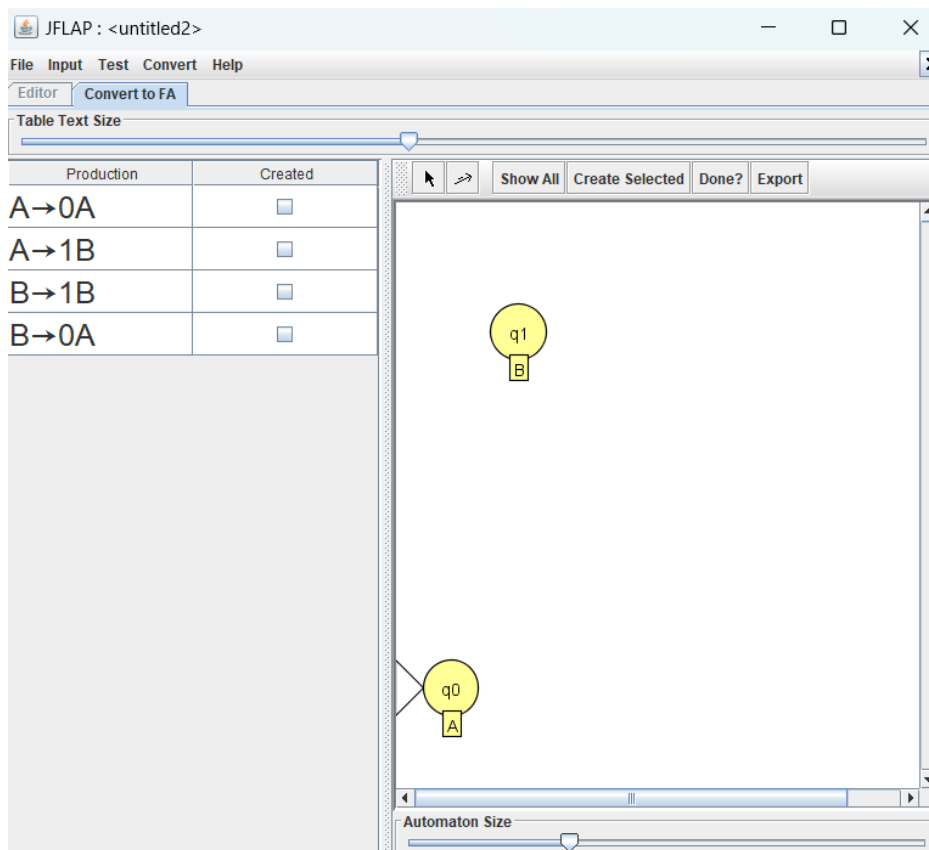 JFLAP : <untitled2>
File Input Test Convert Help
Editor Convert to FA
Table Text Size
Production Created
A→0A
A→1B
B→1B
B→0A
Show All Create Selected Done? Export
q1
B
q0
A
Automaton Size